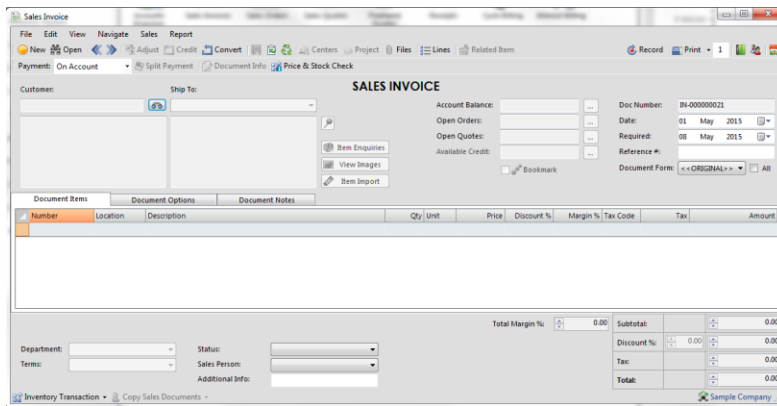 Sales Invoice
File Edit View Navigate Sales Report
New Open Adjust Credit Convert Centers Project Files Lines Related Item Record Print 1
Payment: On Account Split Payment Document Info Price & Stock Check
SALES INVOICE
Customer: Ship To:
Account Balance: ... Doc Number: IN-000000021
Open Orders: ... Date: 01 May 2015
Open Quotes: ... Required: 08 May 2015
Available Credit: ... Reference #:
Item Enquiries
View Images
Item Import
Bookmark Document Form: <<ORIGINAL>> All
Document Items Document Options Document Notes
Number Location Description Qty Unit Price Discount % Margin % Tax Code Tax Amount
Total Margin %: 0.00 Subtotal: 0.00
Discount %: 0.00 0.00
Department: Status:
Terms: Sales Person: Tax: 0.00
Additional Info: Total: 0.00
Inventory Transaction Copy Sales Documents Sample Company